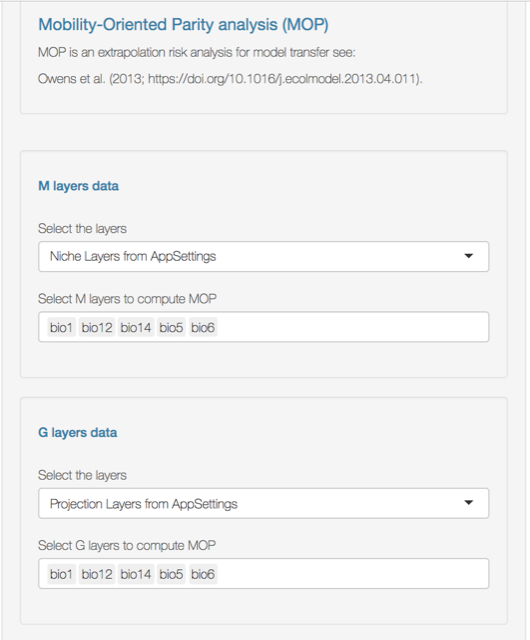 Mobility-Oriented Parity analysis (MOP)
MOP is an extrapolation risk analysis for model transfer see:
Owens et al. (2013; https://doi.org/10.1016/j.ecolmodel.2013.04.011).
M layers data
Select the layers
Niche Layers from AppSettings
Select M layers to compute MOP
bio1 bio12 bio14 bio5 bio6
G layers data
Select the layers
Projection Layers from AppSettings
Select G layers to compute MOP
bio1 bio12 bio14 bio5 bio6